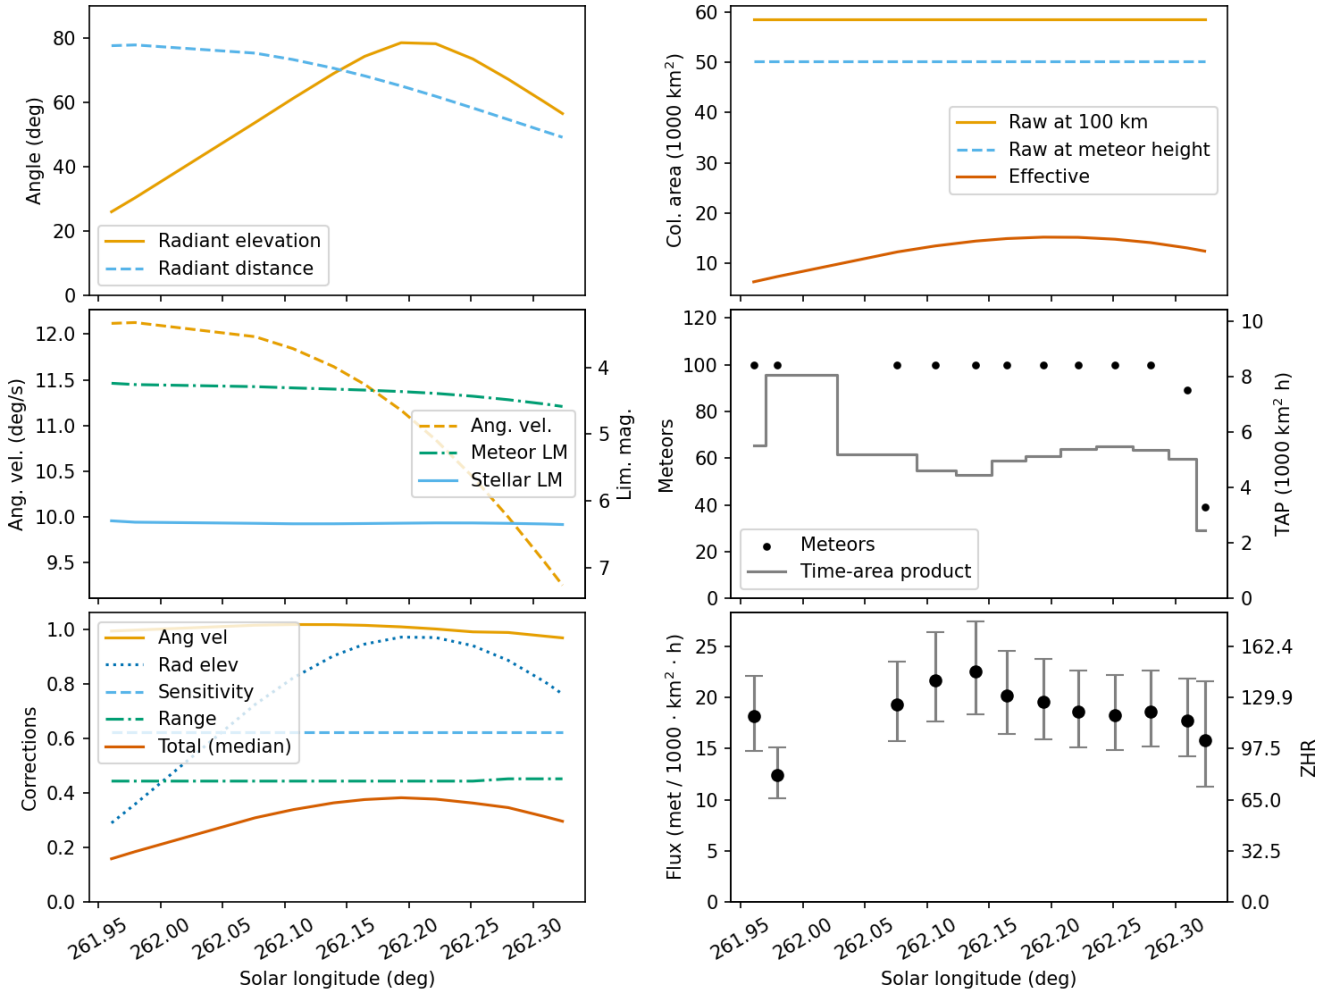 80
60
40
20
0
Angle (deg)
Radiant elevation
Radiant distance
60
50
40
30
20
10
Col. area (1000 km²)
Raw at 100 km
Raw at meteor height
Effective
12.0
11.5
11.0
10.5
10.0
9.5
Ang. vel. (deg/s)
4
5
6
7
Lim. mag.
Ang. vel.
Meteor LM
Stellar LM
120
100
80
60
40
20
0
Meteors
10
8
6
4
2
0
TAP (1000 km² h)
Meteors
Time-area product
1.0
0.8
0.6
0.4
0.2
0.0
Corrections
Ang vel
Rad elev
Sensitivity
Range
Total (median)
261.95
262.00
262.05
262.10
262.15
262.20
262.25
262.30
Solar longitude (deg)
25
20
15
10
5
0
Flux (met / 1000 · km² · h)
162.4
129.9
97.5
65.0
32.5
0.0
ZHR
261.95
262.00
262.05
262.10
262.15
262.20
262.25
262.30
Solar longitude (deg)